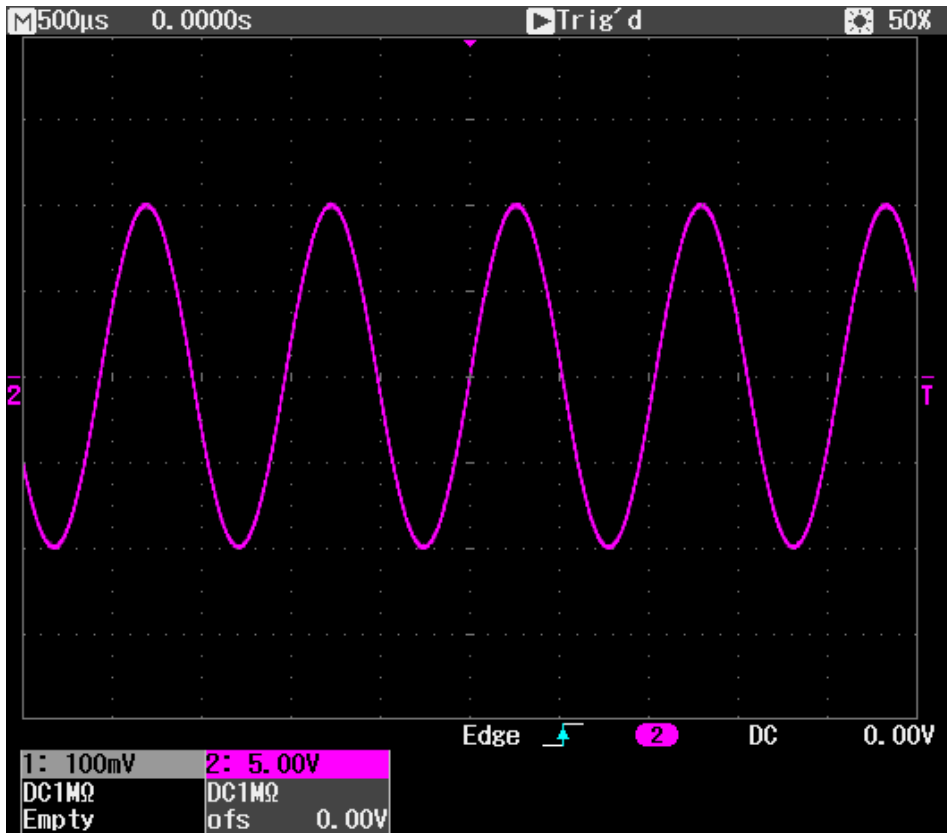 M 500µs 0.0000s Trig´d 50%
2 T
Edge 2 DC 0.00V
1: 100mV 2: 5.00V
DC1MΩ DC1MΩ
Empty ofs 0.00V